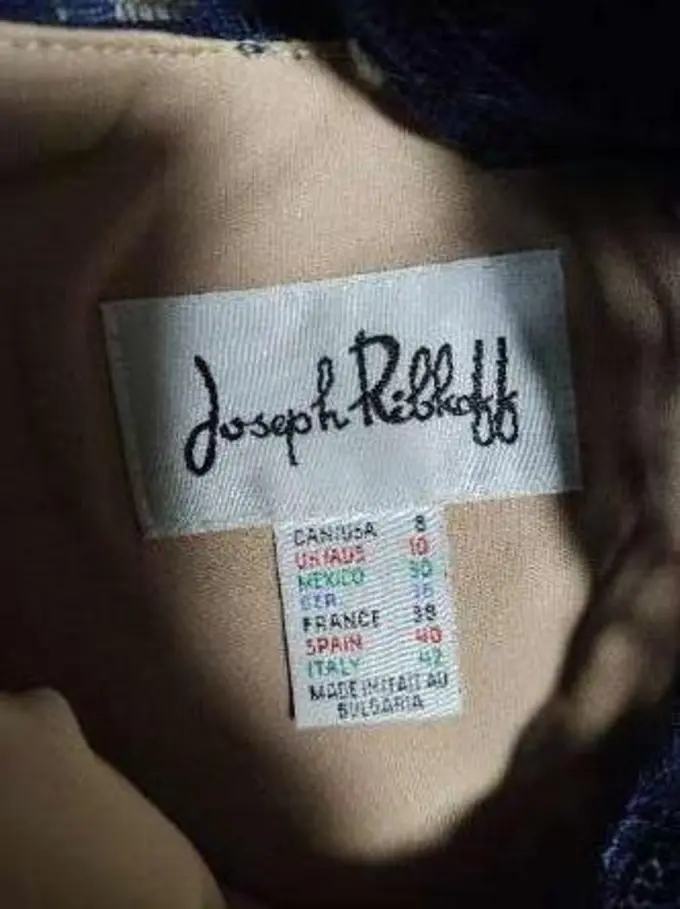 Joseph Ribkoff
CAN/USA 8
UK/AUS 10
MEXICO 30
GER 36
FRANCE 38
SPAIN 40
ITALY 42
MADE IN/FAIT AU
BULGARIA